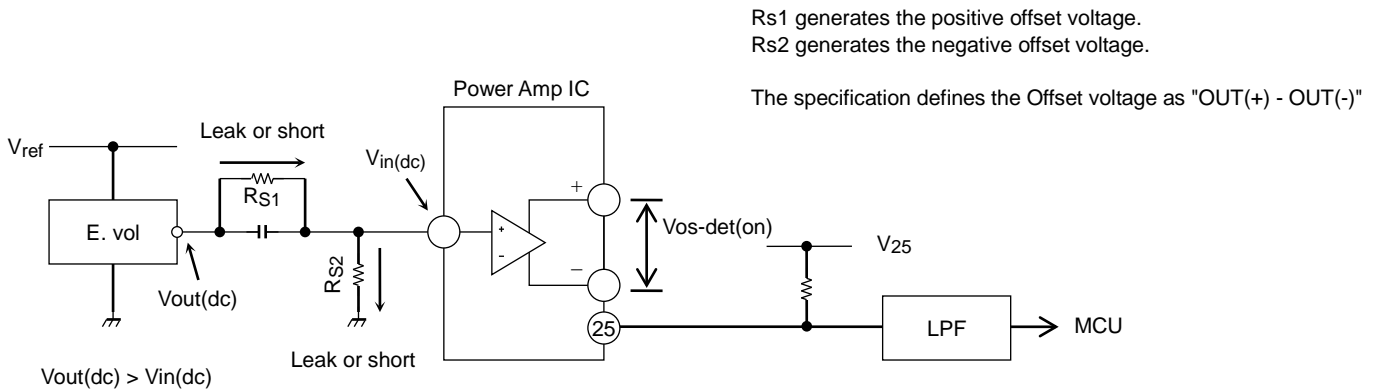 Rs1 generates the positive offset voltage.
Rs2 generates the negative offset voltage.
The specification defines the Offset voltage as "OUT(+) - OUT(-)"
Power Amp IC
Leak or short
Vref
Vin(dc)
RS1
+
E. vol
+
-
Vos-det(on)
V25
RS2
−
Vout(dc)
25
LPF
MCU
Leak or short
Vout(dc) > Vin(dc)